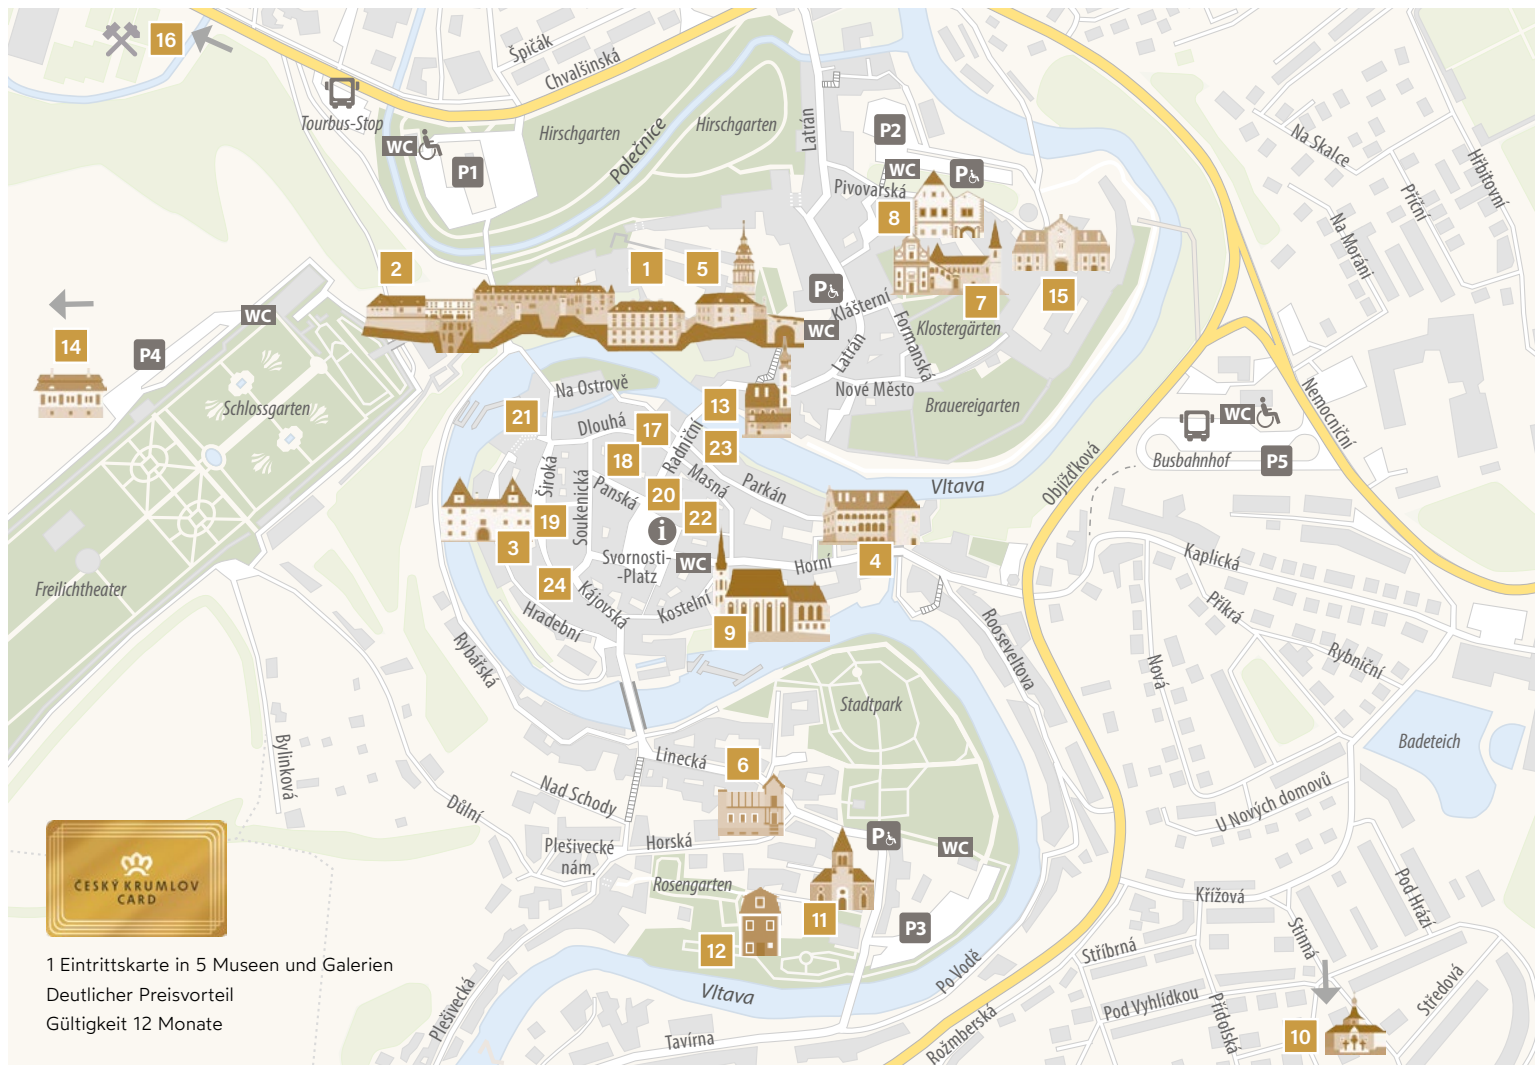 16
Špičák
Chvalšinská
Tourbus-Stop
WC
P1
Hirschgarten
Hirschgarten
Polečnice
Latrán
P2
WC
P
Pivovarská
8
Na Skalce
Hřbitovní
Příční
Na Moráni
2
1
5
P
Klášterní
7
15
Klostergärten
Formanská
WC
Latrán
Nové Město
Brauereigarten
14
P4
WC
Schlossgarten
Freilichtheater
Na Ostrově
21
Dlouhá
17
18
Radniční
13
23
Masná
Parkán
Vltava
Široká
Soukenická
Panská
20
22
19
3
i
Svornosti-
-Platz
WC
Horní
4
24
Kájovská
Kostelní
Hradební
9
Rybářská
Objížďková
Nemocniční
WC
Busbahnhof
P5
Kaplická
Příkrá
Rybniční
Nová
Rooseveltova
Stadtpark
Badeteich
U Nových domovů
Bylinková
Důlní
Linecká
6
Nad Schody
Plešivecké
nám.
Horská
P
WC
Rosengarten
11
12
P3
Vltava
Po Vodě
Plešivecká
Tavírna
Rožmberská
Křížová
Stinná
Pod Hrází
Stříbrná
Pod Vyhlídkou
Přídolská
Středová
10
ČESKÝ KRUMLOV
CARD
1 Eintrittskarte in 5 Museen und Galerien
Deutlicher Preisvorteil
Gültigkeit 12 Monate